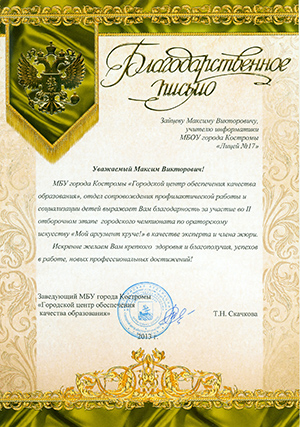 Благодарственное
письмо
Зайцеву Максиму Викторовичу,
учителю информатики
МБОУ города Костромы
«Лицей №17»
Уважаемый Максим Викторович!
МБУ города Костромы «Городской центр обеспечения качества
образования», отдел сопровождения профилактической работы и
социализации детей выражает Вам благодарность за участие во II
отборочном этапе городского чемпионата по ораторскому
искусству «Мой аргумент круче!» в качестве эксперта и члена жюри.
Искренне желаем Вам крепкого здоровья и благополучия, успехов
в работе, новых профессиональных достижений!
Заведующий МБУ города Костромы
«Городской центр обеспечения
качества образования»
Т.Н. Скачкова
2013 г.